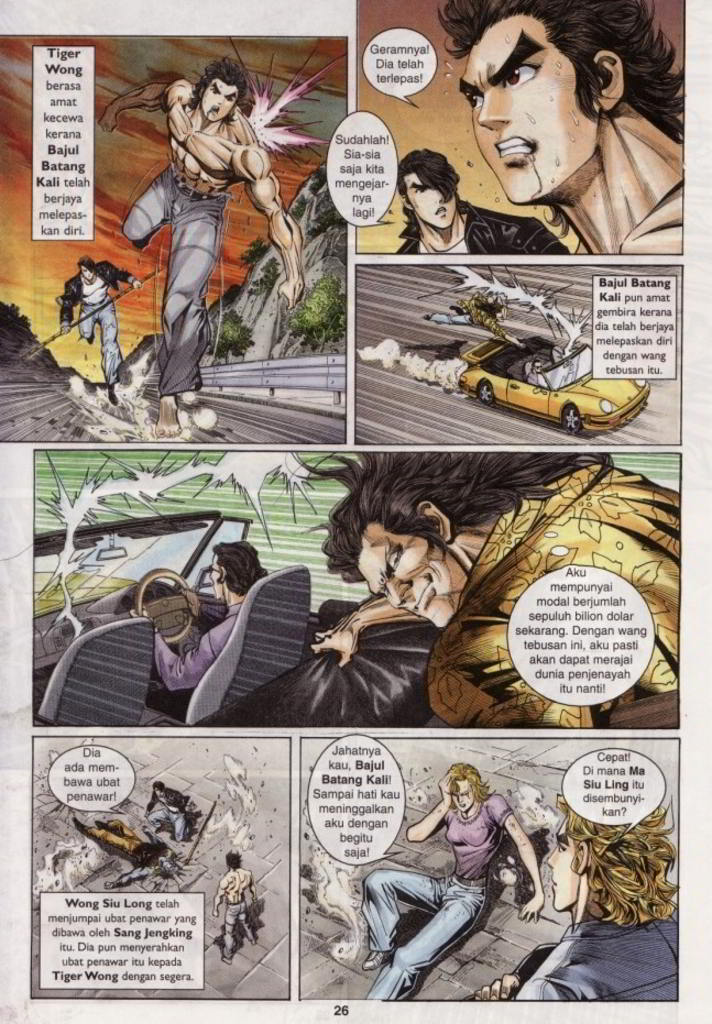 Tiger
Wong
berasa
amat
kecewa
kerana
Bajul
Batang
Kali telah
berjaya
melepas-
kan diri.
Geramnya!
Dia telah
terlepas!
Sudahlah!
Sia-sia
saja kita
mengejar-
nya
lagi!
Bajul Batang
Kali pun amat
gembira kerana
dia telah berjaya
melepaskan diri
dengan wang
tebusan itu.
Aku
mempunyai
modal berjumlah
sepuluh bilion dolar
sekarang. Dengan wang
tebusan ini, aku pasti
akan dapat merajai
dunia penjenayah
itu nanti!
Dia
ada mem-
bawa ubat
penawar!
Wong Siu Long telah
menjumpai ubat penawar yang
dibawa oleh Sang Jengking
itu. Dia pun menyerahkan
ubat penawar itu kepada
Tiger Wong dengan segera.
Jahatnya
kau, Bajul
Batang Kali!
Sampai hati kau
meninggalkan
aku dengan
begitu
saja!
Cepat!
Di mana Ma
Siu Ling itu
disembunyi-
kan?
26